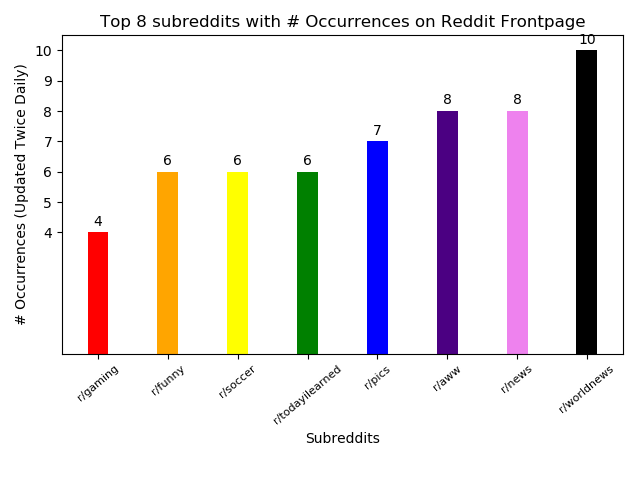 Top 8 subreddits with # Occurrences on Reddit Frontpage
# Occurrences (Updated Twice Daily)
10
9
8
7
6
5
4
4
6
6
6
7
8
8
10
r/gaming
r/funny
r/soccer
r/todayilearned
r/pics
r/aww
r/news
r/worldnews
Subreddits